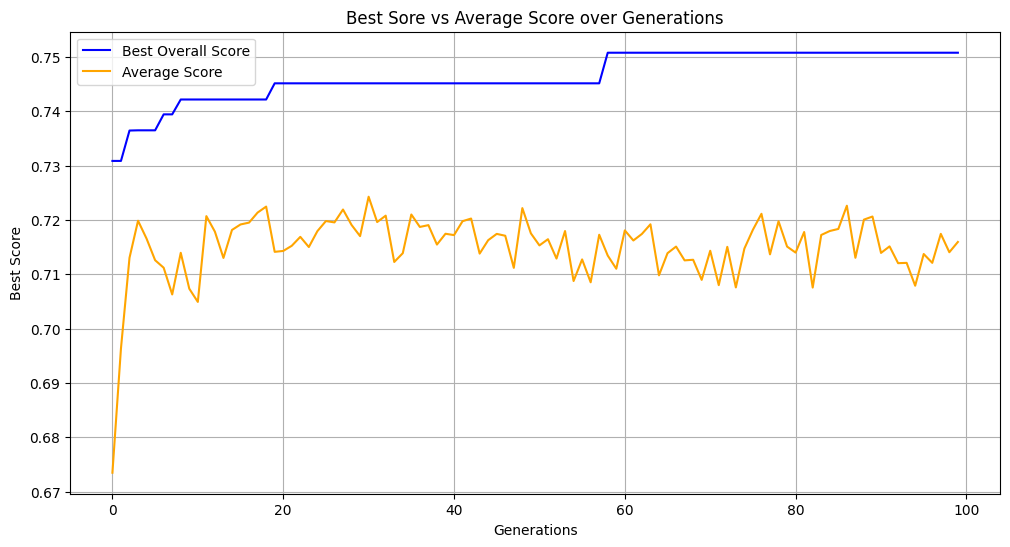 Best Sore vs Average Score over Generations
Best Overall Score
Average Score
Best Score
0.75
0.74
0.73
0.72
0.71
0.70
0.69
0.68
0.67
0 20 40 60 80 100
Generations